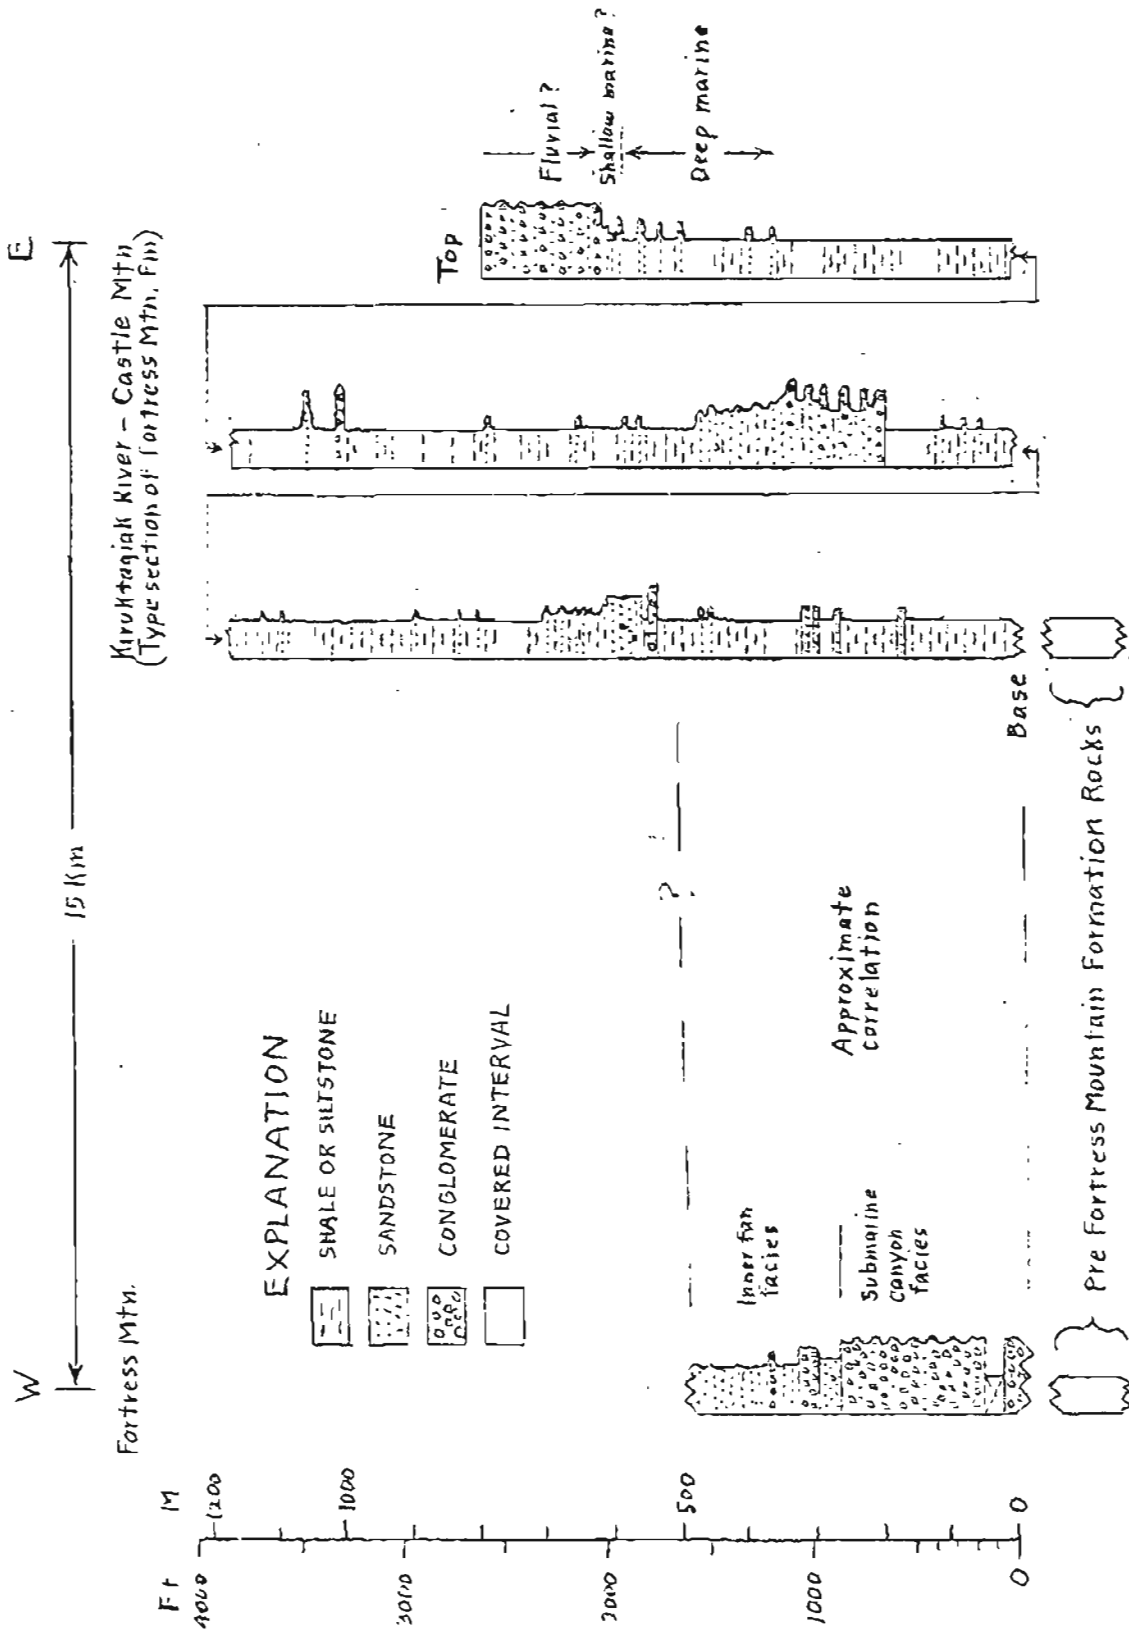 W
E
15 Km
Fortress Mtn.
Kiruktagiak River - Castle Mtn
(Type section of Fortress Mtn. Fm)
Ft
M
4000
3000
2000
1000
0
1200
1000
500
0
EXPLANATION
SHALE OR SILTSTONE
SANDSTONE
CONGLOMERATE
COVERED INTERVAL
Top
Fluvial?
Shallow marine?
Deep marine
?
Inner fan
facies
Submarine
canyon
facies
Approximate
correlation
Base
Pre Fortress Mountain Formation Rocks